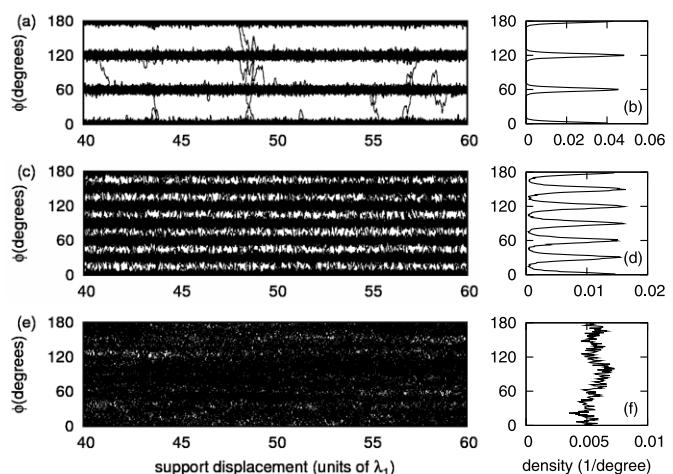 (a)
φ(degrees)
180
120
60
0
40 45 50 55 60
180
120
60
0
(b)
0 0.02 0.04 0.06
(c)
φ(degrees)
180
120
60
0
40 45 50 55 60
180
120
60
0
(d)
0 0.01 0.02
(e)
φ(degrees)
180
120
60
0
40 45 50 55 60
support displacement (units of λ₁)
180
120
60
0
(f)
0 0.005 0.01
density (1/degree)